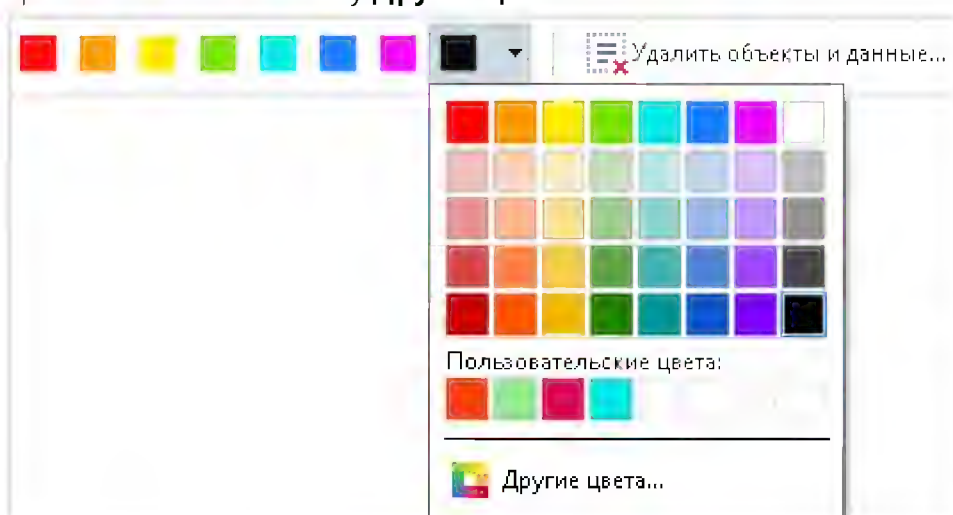 Удалить объекты и данные...
Пользовательские цвета:
Другие цвета...